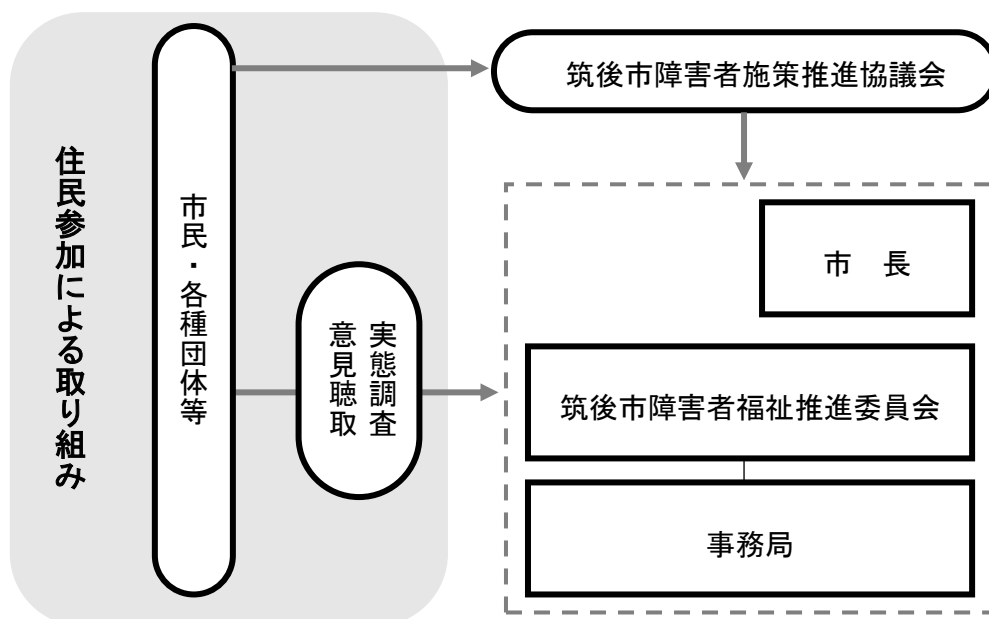 住民参加による取り組み
市民・各種団体等
実態調査
意見聴取
筑後市障害者施策推進協議会
市　長
筑後市障害者福祉推進委員会
事務局